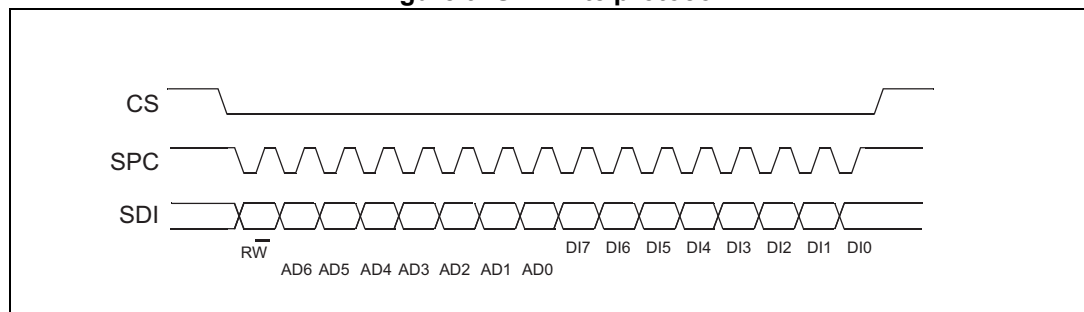 CS
SPC
SDI
RW
DI7 DI6 DI5 DI4 DI3 DI2 DI1 DI0
AD6 AD5 AD4 AD3 AD2 AD1 AD0